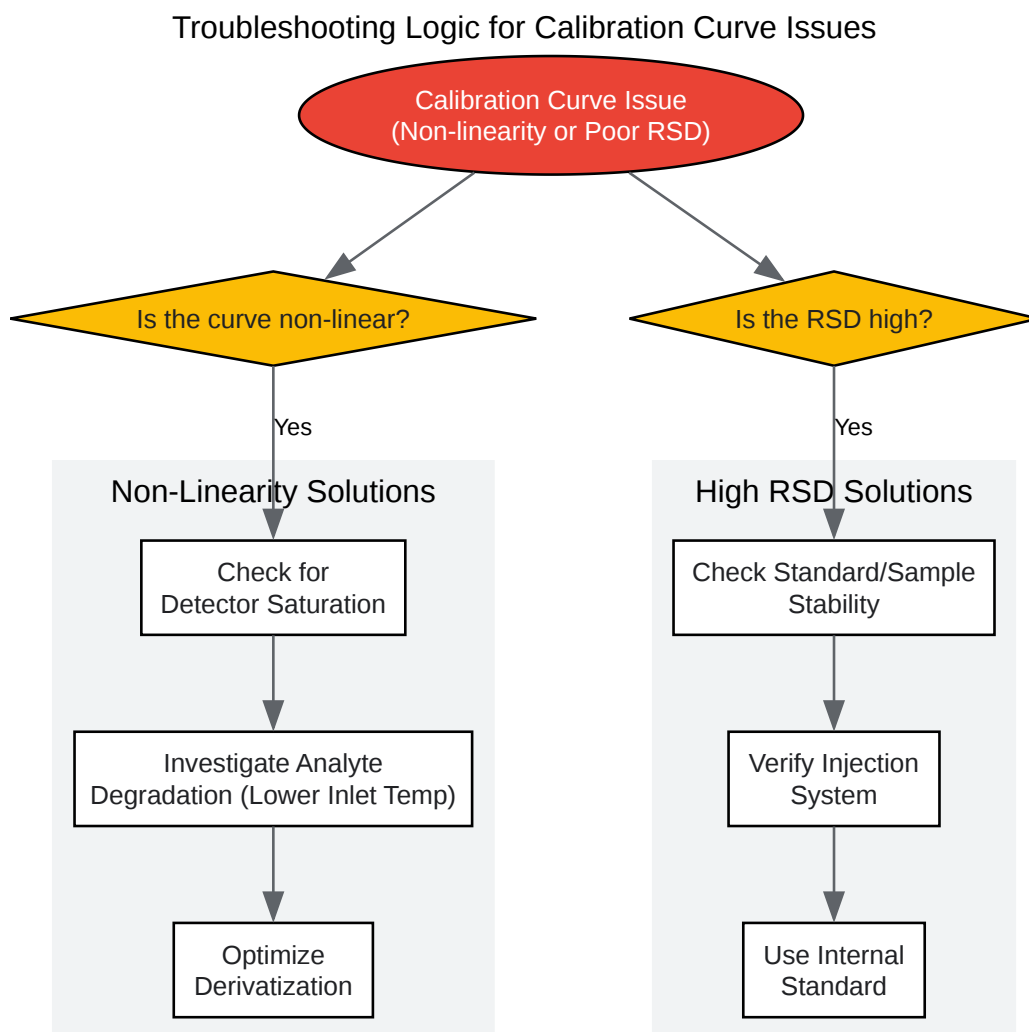 Troubleshooting Logic for Calibration Curve Issues
Calibration Curve Issue
(Non-linearity or Poor RSD)
Is the curve non-linear?
Is the RSD high?
Yes
Yes
Non-Linearity Solutions
High RSD Solutions
Check for
Detector Saturation
Check Standard/Sample
Stability
Investigate Analyte
Degradation (Lower Inlet Temp)
Verify Injection
System
Optimize
Derivatization
Use Internal
Standard